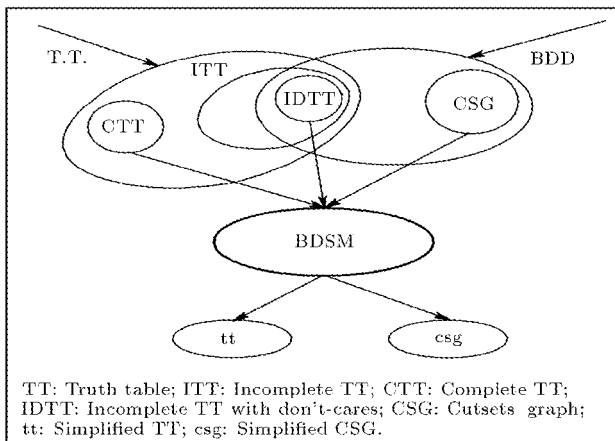 T.T.
ITT
BDD
IDTT
CSG
CTT
BDSM
tt
csg
TT: Truth table; ITT: Incomplete TT; CTT: Complete TT;
IDTT: Incomplete TT with don't-cares; CSG: Cutsets graph;
tt: Simplified TT; csg: Simplified CSG.